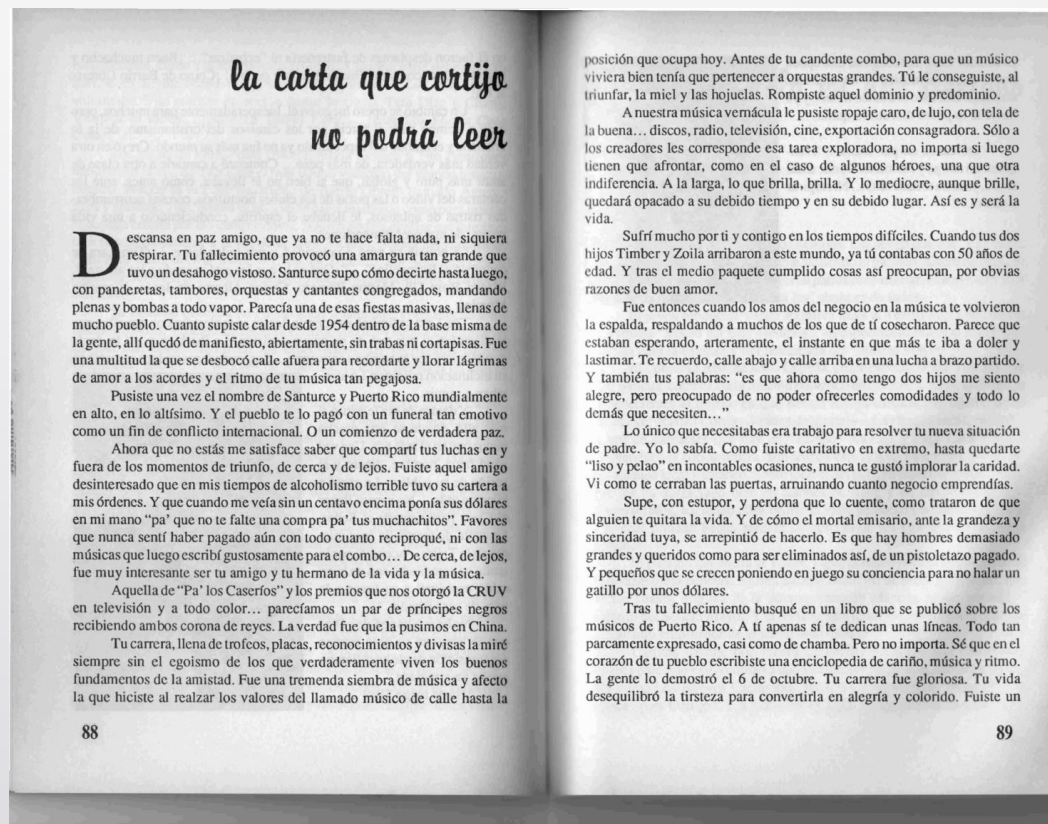 la carta que cortijo
no podrá leer
Descansa en paz amigo, que ya no te hace falta nada, ni siquiera
respirar. Tu fallecimiento provocó una amargura tan grande que
tuvo un desahogo vistoso. Santurce supo cómo decirte hasta luego,
con panderetas, tambores, orquestas y cantantes congregados, mandando
plenas y bombas a todo vapor. Parecía una de esas fiestas masivas, llenas de
mucho pueblo. Cuanto supiste calar desde 1954 dentro de la base misma de
la gente, allí quedó de manifiesto, abiertamente, sin trabas ni cortapisas. Fue
una multitud la que se desbocó calle afuera para recordarte y llorar lágrimas
de amor a los acordes y el ritmo de tu música tan pegajosa.
Pusiste una vez el nombre de Santurce y Puerto Rico mundialmente
en alto, en lo altísimo. Y el pueblo te lo pagó con un funeral tan emotivo
como un fin de conflicto internacional. O un comienzo de verdadera paz.
Ahora que no estás me satisface saber que compartí tus luchas en y
fuera de los momentos de triunfo, de cerca y de lejos. Fuiste aquel amigo
desinteresado que en mis tiempos de alcoholismo terrible tuvo su cartera a
mis órdenes. Y que cuando me veía sin un centavo encima ponía sus dólares
en mi mano “pa’ que no te falte una compra pa’ tus muchachitos”. Favores
que nunca sentí haber pagado aún con todo cuanto reciproqué, ni con las
músicas que luego escribí gustosamente para el combo... De cerca, de lejos,
fue muy interesante ser tu amigo y tu hermano de la vida y la música.
Aquella de “Pa’ los Caseríos” y los premios que nos otorgó la CRUV
en televisión y a todo color... parecíamos un par de príncipes negros
recibiendo ambos corona de reyes. La verdad fue que la pusimos en China.
Tu carrera, llena de trofeos, placas, reconocimientos y divisas la miré
siempre sin el egoismo de los que verdaderamente viven los buenos
fundamentos de la amistad. Fue una tremenda siembra de música y afecto
la que hiciste al realzar los valores del llamado músico de calle hasta la
88
posición que ocupa hoy. Antes de tu candente combo, para que un músico
viviera bien tenía que pertenecer a orquestas grandes. Tú le conseguiste, al
triunfar, la miel y las hojuelas. Rompiste aquel dominio y predominio.
A nuestra música vernácule le pusiste ropaje caro, de lujo, con tela de
la buena... discos, radio, televisión, cine, exportación consagradora. Sólo a
los creadores les corresponde esa tarea exploradora, no importa si luego
tienen que afrontar, como en el caso de algunos héroes, una que otra
indiferencia. A la larga, lo que brilla, brilla. Y lo mediocre, aunque brille,
quedará opacado a su debido tiempo y en su debido lugar. Así es y será la
vida.
Sufrí mucho por ti y contigo en los tiempos difíciles. Cuando tus dos
hijos Timber y Zoila arribaron a este mundo, ya tú contabas con 50 años de
edad. Y tras el medio paquete cumplido cosas así preocupan, por obvias
razones de buen amor.
Fue entonces cuando los amos del negocio en la música te volvieron
la espalda, respaldando a muchos de los que de tí cosecharon. Parece que
estaban esperando, arteramente, el instante en que más te iba a doler y
lastimar. Te recuerdo, calle abajo y calle arriba en una lucha a brazo partido.
Y también tus palabras: “es que ahora como tengo dos hijos me siento
alegre, pero preocupado de no poder ofrecerles comodidades y todo lo
demás que necesiten...”
Lo único que necesitabas era trabajo para resolver tu nueva situación
de padre. Yo lo sabía. Como fuiste caritativo en extremo, hasta quedarte
“liso y pelao” en incontables ocasiones, nunca te gustó implorar la caridad.
Vi como te cerraban las puertas, arruinando cuanto negocio emprendías.
Supe, con estupor, y perdona que lo cuente, como trataron de que
alguien te quitara la vida. Y de cómo el mortal emisario, ante la grandeza y
sinceridad tuya, se arrepintió de hacerlo. Es que hay hombres demasiado
grandes y queridos como para ser eliminados así, de un pistoletazo pagado.
Y pequeños que se crecen poniendo en juego su conciencia para no halar un
gatillo por unos dólares.
Tras tu fallecimiento busqué en un libro que se publicó sobre los
músicos de Puerto Rico. A tí apenas sí te dedican unas líneas. Todo tan
parcamente expresado, casi como de chamba. Pero no importa. Sé que en el
corazón de tu pueblo escribiste una enciclopedia de cariño, música y ritmo.
La gente lo demostró el 6 de octubre. Tu carrera fue gloriosa. Tu vida
desequilibró la tirsteza para convertirla en alegría y colorido. Fuiste un
89